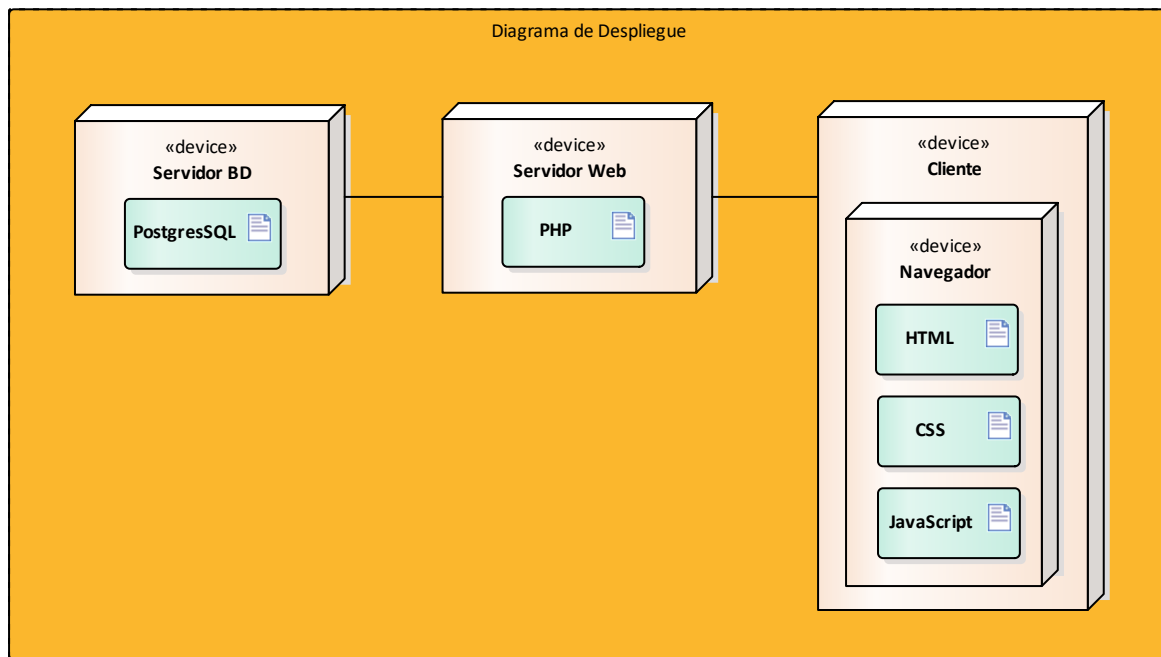 Diagrama de Despliegue
«device»
Servidor BD
PostgresSQL
«device»
Servidor Web
PHP
«device»
Cliente
«device»
Navegador
HTML
CSS
JavaScript